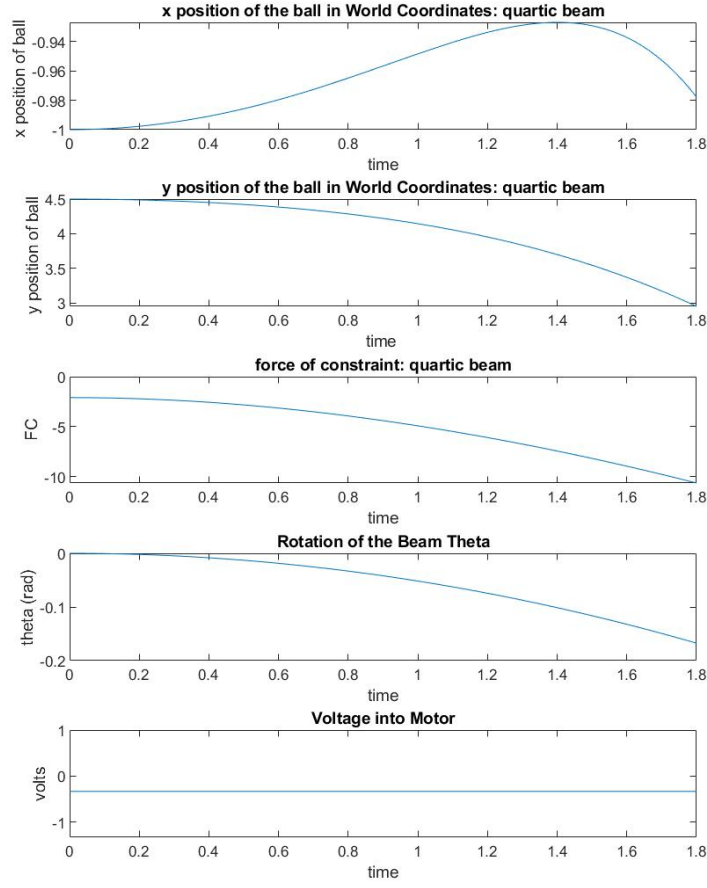 x position of the ball in World Coordinates: quartic beam
x position of ball
-0.94
-0.96
-0.98
-1
0 0.2 0.4 0.6 0.8 1 1.2 1.4 1.6 1.8
time
y position of the ball in World Coordinates: quartic beam
y position of ball
4.5
4
3.5
3
0 0.2 0.4 0.6 0.8 1 1.2 1.4 1.6 1.8
time
force of constraint: quartic beam
FC
0
-5
-10
0 0.2 0.4 0.6 0.8 1 1.2 1.4 1.6 1.8
time
Rotation of the Beam Theta
theta (rad)
0
-0.1
-0.2
0 0.2 0.4 0.6 0.8 1 1.2 1.4 1.6 1.8
time
Voltage into Motor
volts
1
0
-1
0 0.2 0.4 0.6 0.8 1 1.2 1.4 1.6 1.8
time